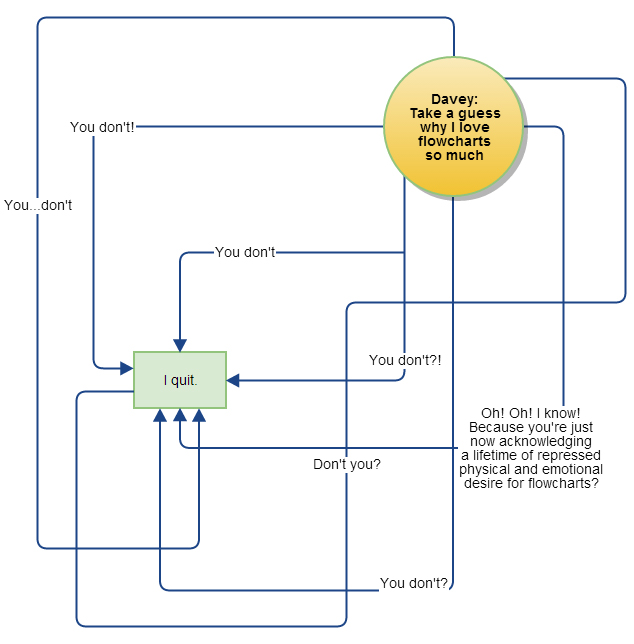 Davey:
Take a guess
why I love
flowcharts
so much
You don't!
You...don't
You don't
You don't?!
I quit.
Oh! Oh! I know!
Because you're just
now acknowledging
a lifetime of repressed
physical and emotional
desire for flowcharts?
Don't you?
You don't?